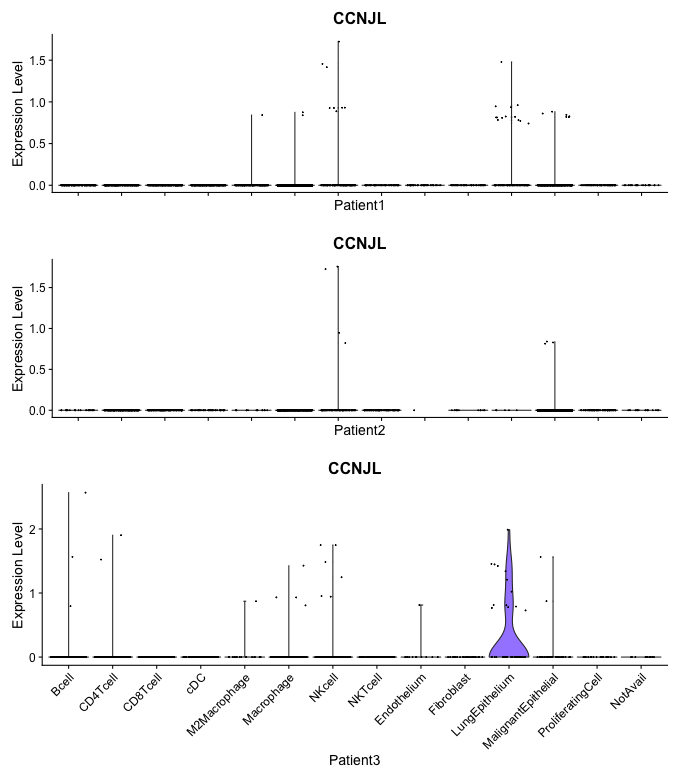 CCNJL
Expression Level
1.5
1.0
0.5
0.0
Patient1
CCNJL
Expression Level
1.5
1.0
0.5
0.0
Patient2
CCNJL
Expression Level
2
1
0
Bcell
CD4Tcell
CD8Tcell
cDC
M2Macrophage
Macrophage
NKcell
NKTcell
Endothelium
Fibroblast
LungEpithelium
MalignantEpithelial
ProliferatingCell
NotAvail
Patient3